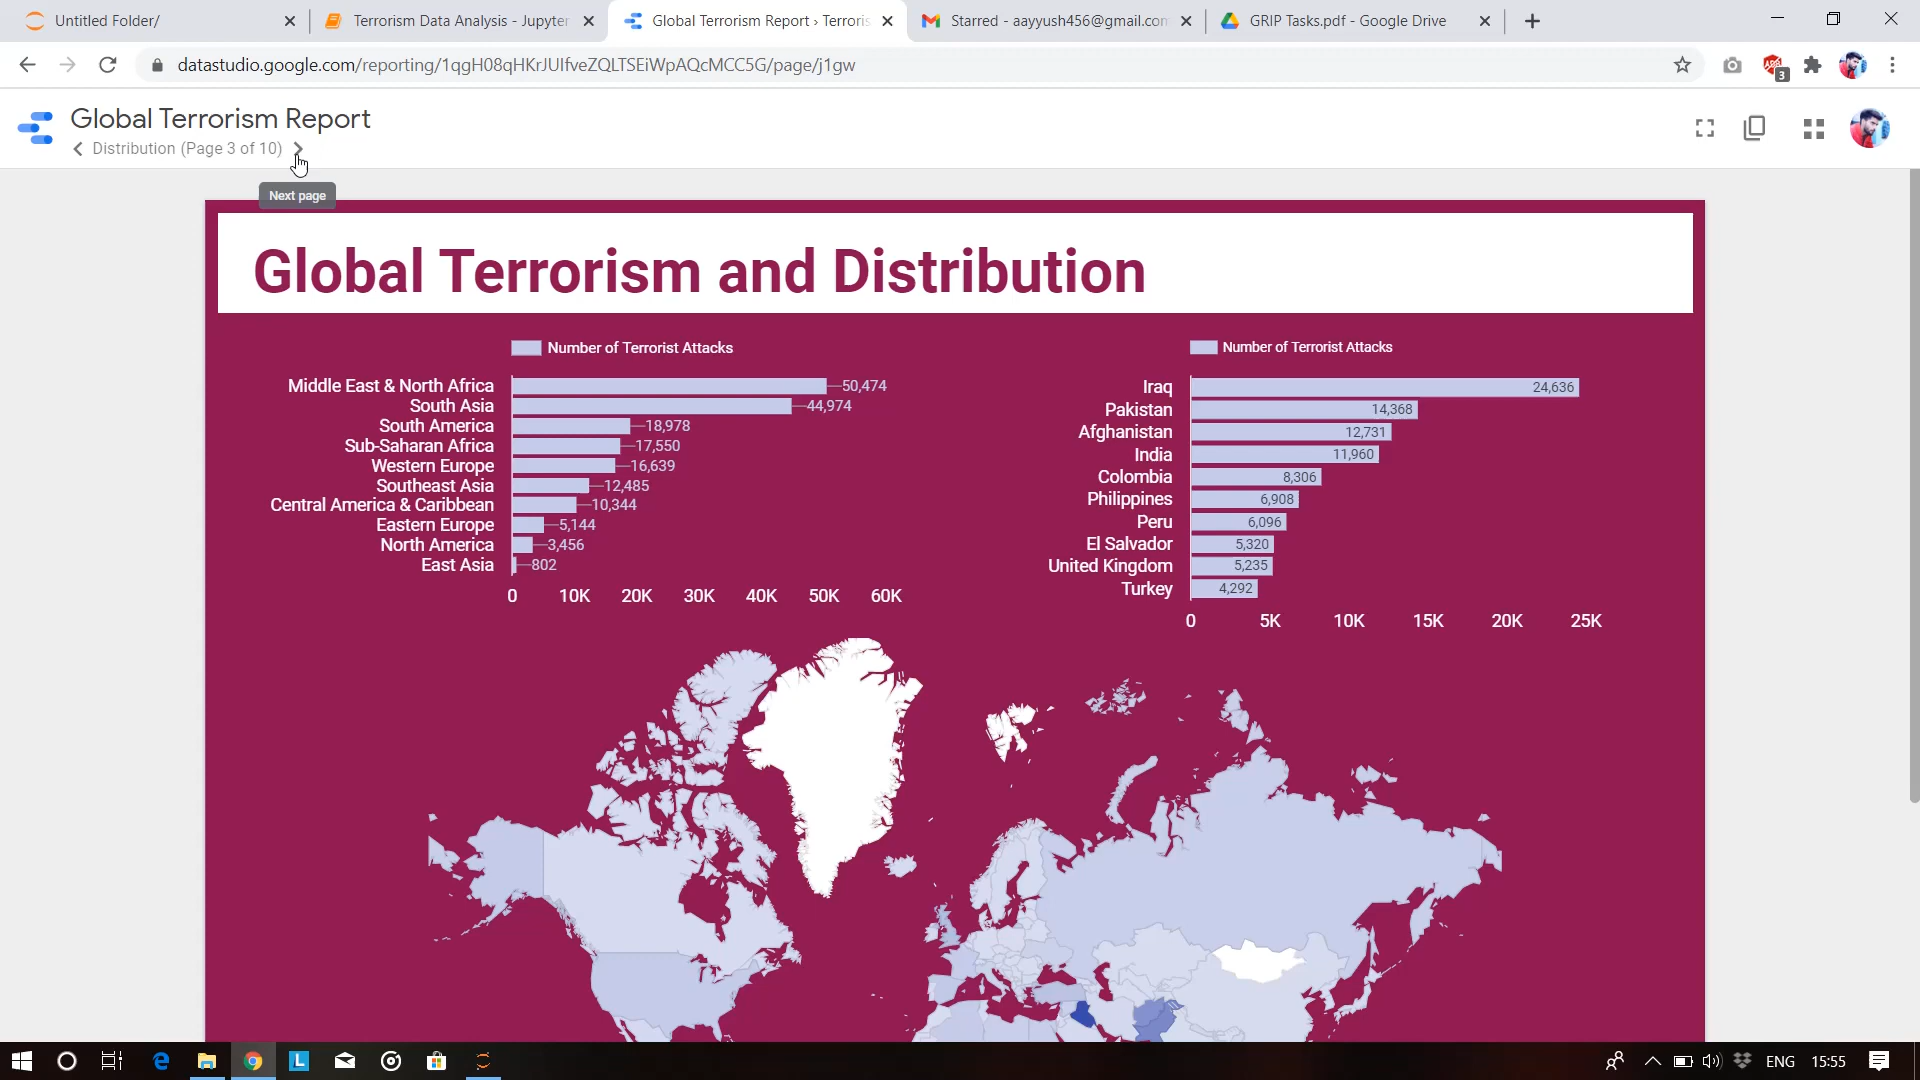 Untitled Folder/
Terrorism Data Analysis - Jupyter
Global Terrorism Report › Terroris
Starred - aayyush456@gmail.com
GRIP Tasks.pdf - Google Drive
datastudio.google.com/reporting/1qgH08qHKrJUIfveZQLTSEiWpAQcMCC5G/page/j1gw
3
Global Terrorism Report
Distribution (Page 3 of 10)
Next page
Global Terrorism and Distribution
Number of Terrorist Attacks
Middle East & North Africa 50,474
South Asia 44,974
South America 18,978
Sub-Saharan Africa 17,550
Western Europe 16,639
Southeast Asia 12,485
Central America & Caribbean 10,344
Eastern Europe 5,144
North America 3,456
East Asia 802
0 10K 20K 30K 40K 50K 60K
Number of Terrorist Attacks
Iraq 24,636
Pakistan 14,368
Afghanistan 12,731
India 11,960
Colombia 8,306
Philippines 6,908
Peru 6,096
El Salvador 5,320
United Kingdom 5,235
Turkey 4,292
0 5K 10K 15K 20K 25K
L
ENG
15:55